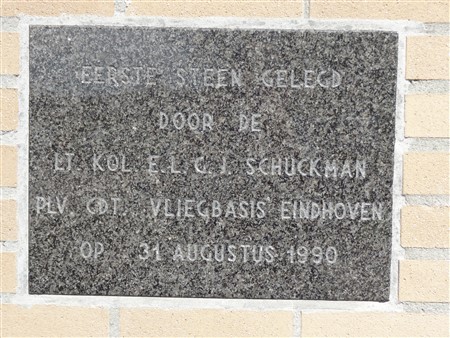 EERSTE STEEN GELEGD
DOOR DE
LT. KOL. E.L.G.J. SCHUCKMAN
PLV. CDT. VLIEGBASIS EINDHOVEN
OP 31 AUGUSTUS 1990